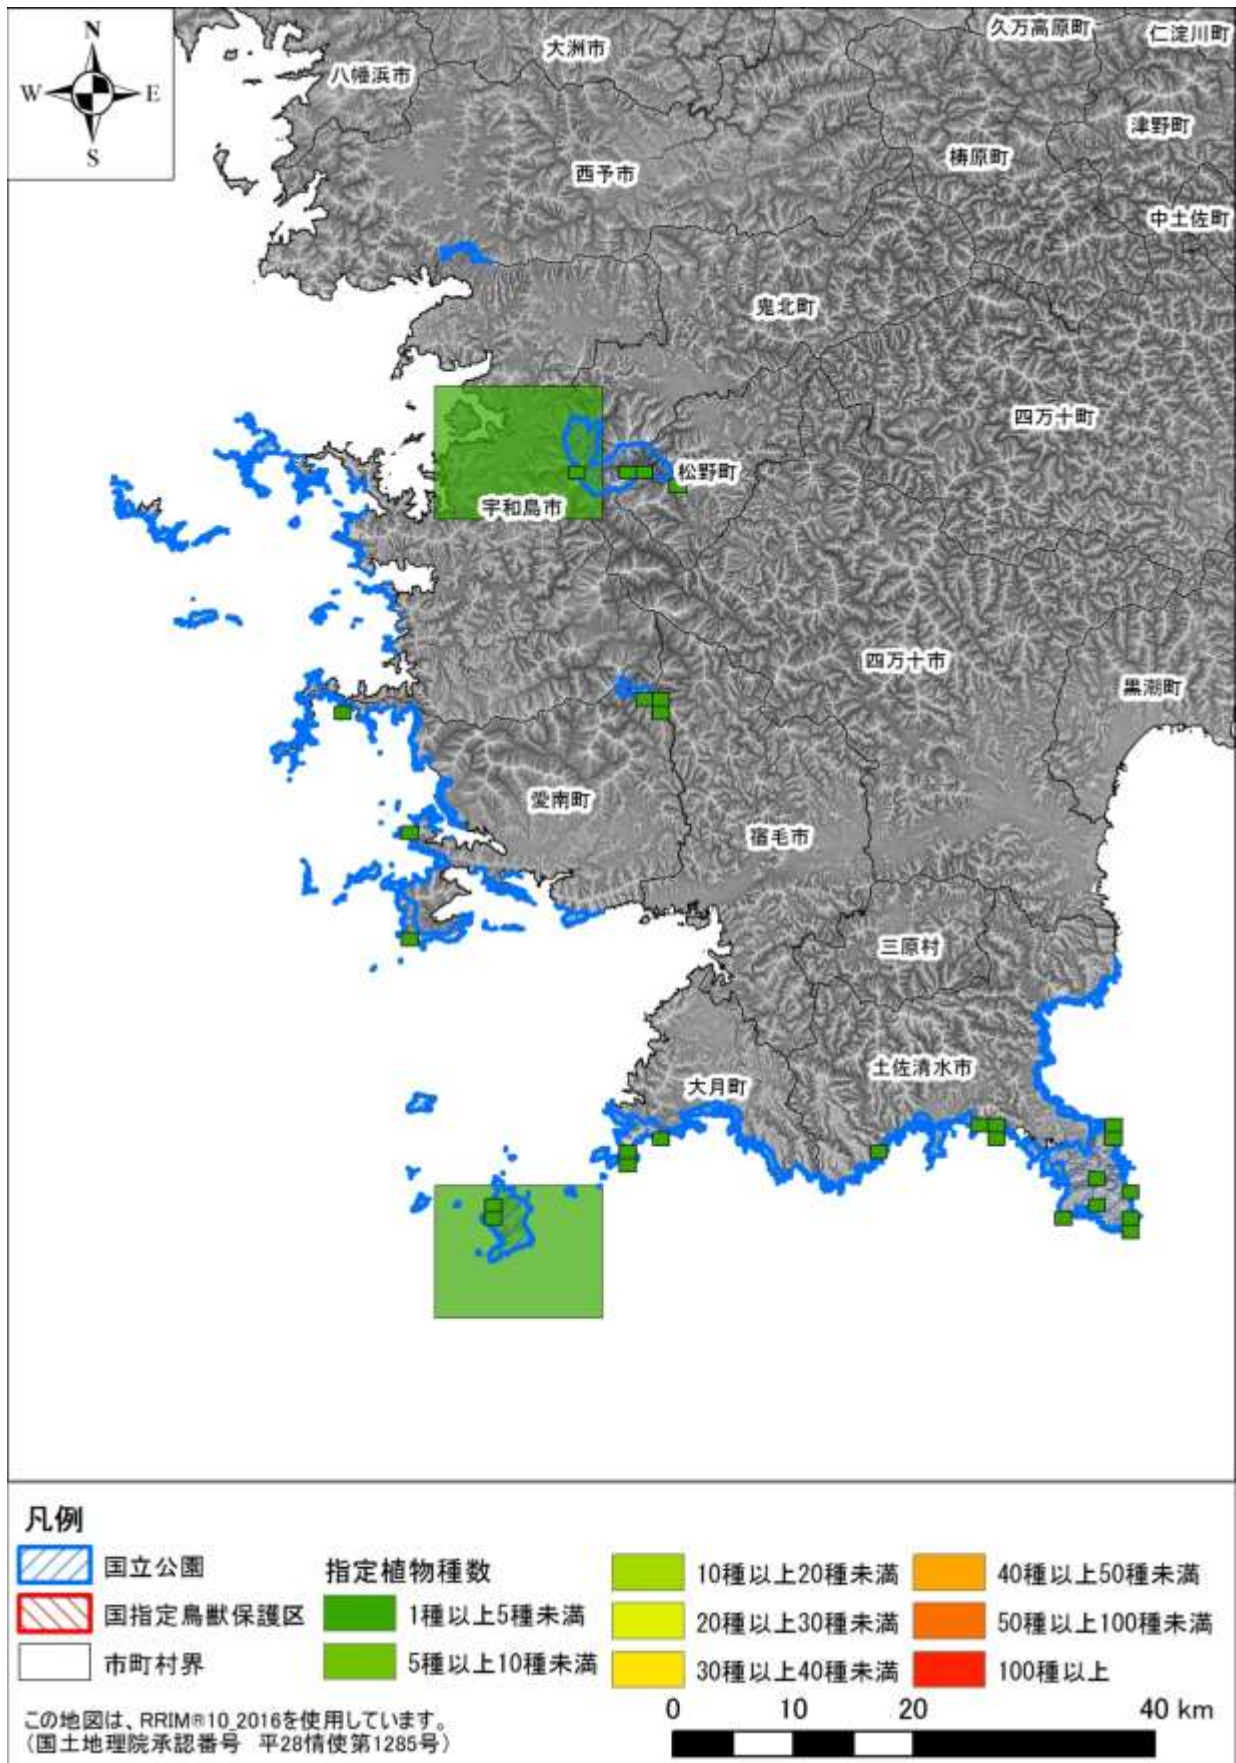 N
W E
S
久万高原町
仁淀川町
大洲市
八幡浜市
津野町
梼原町
西予市
中土佐町
鬼北町
四万十町
松野町
宇和島市
四万十市
黒潮町
愛南町
宿毛市
三原村
土佐清水市
大月町
凡例
国立公園
国指定鳥獣保護区
市町村界
指定植物種数
1種以上5種未満
5種以上10種未満
10種以上20種未満
20種以上30種未満
30種以上40種未満
40種以上50種未満
50種以上100種未満
100種以上
この地図は、RRIM®10_2016を使用しています。
(国土地理院承認番号 平28情使第1285号)
0 10 20 40 km